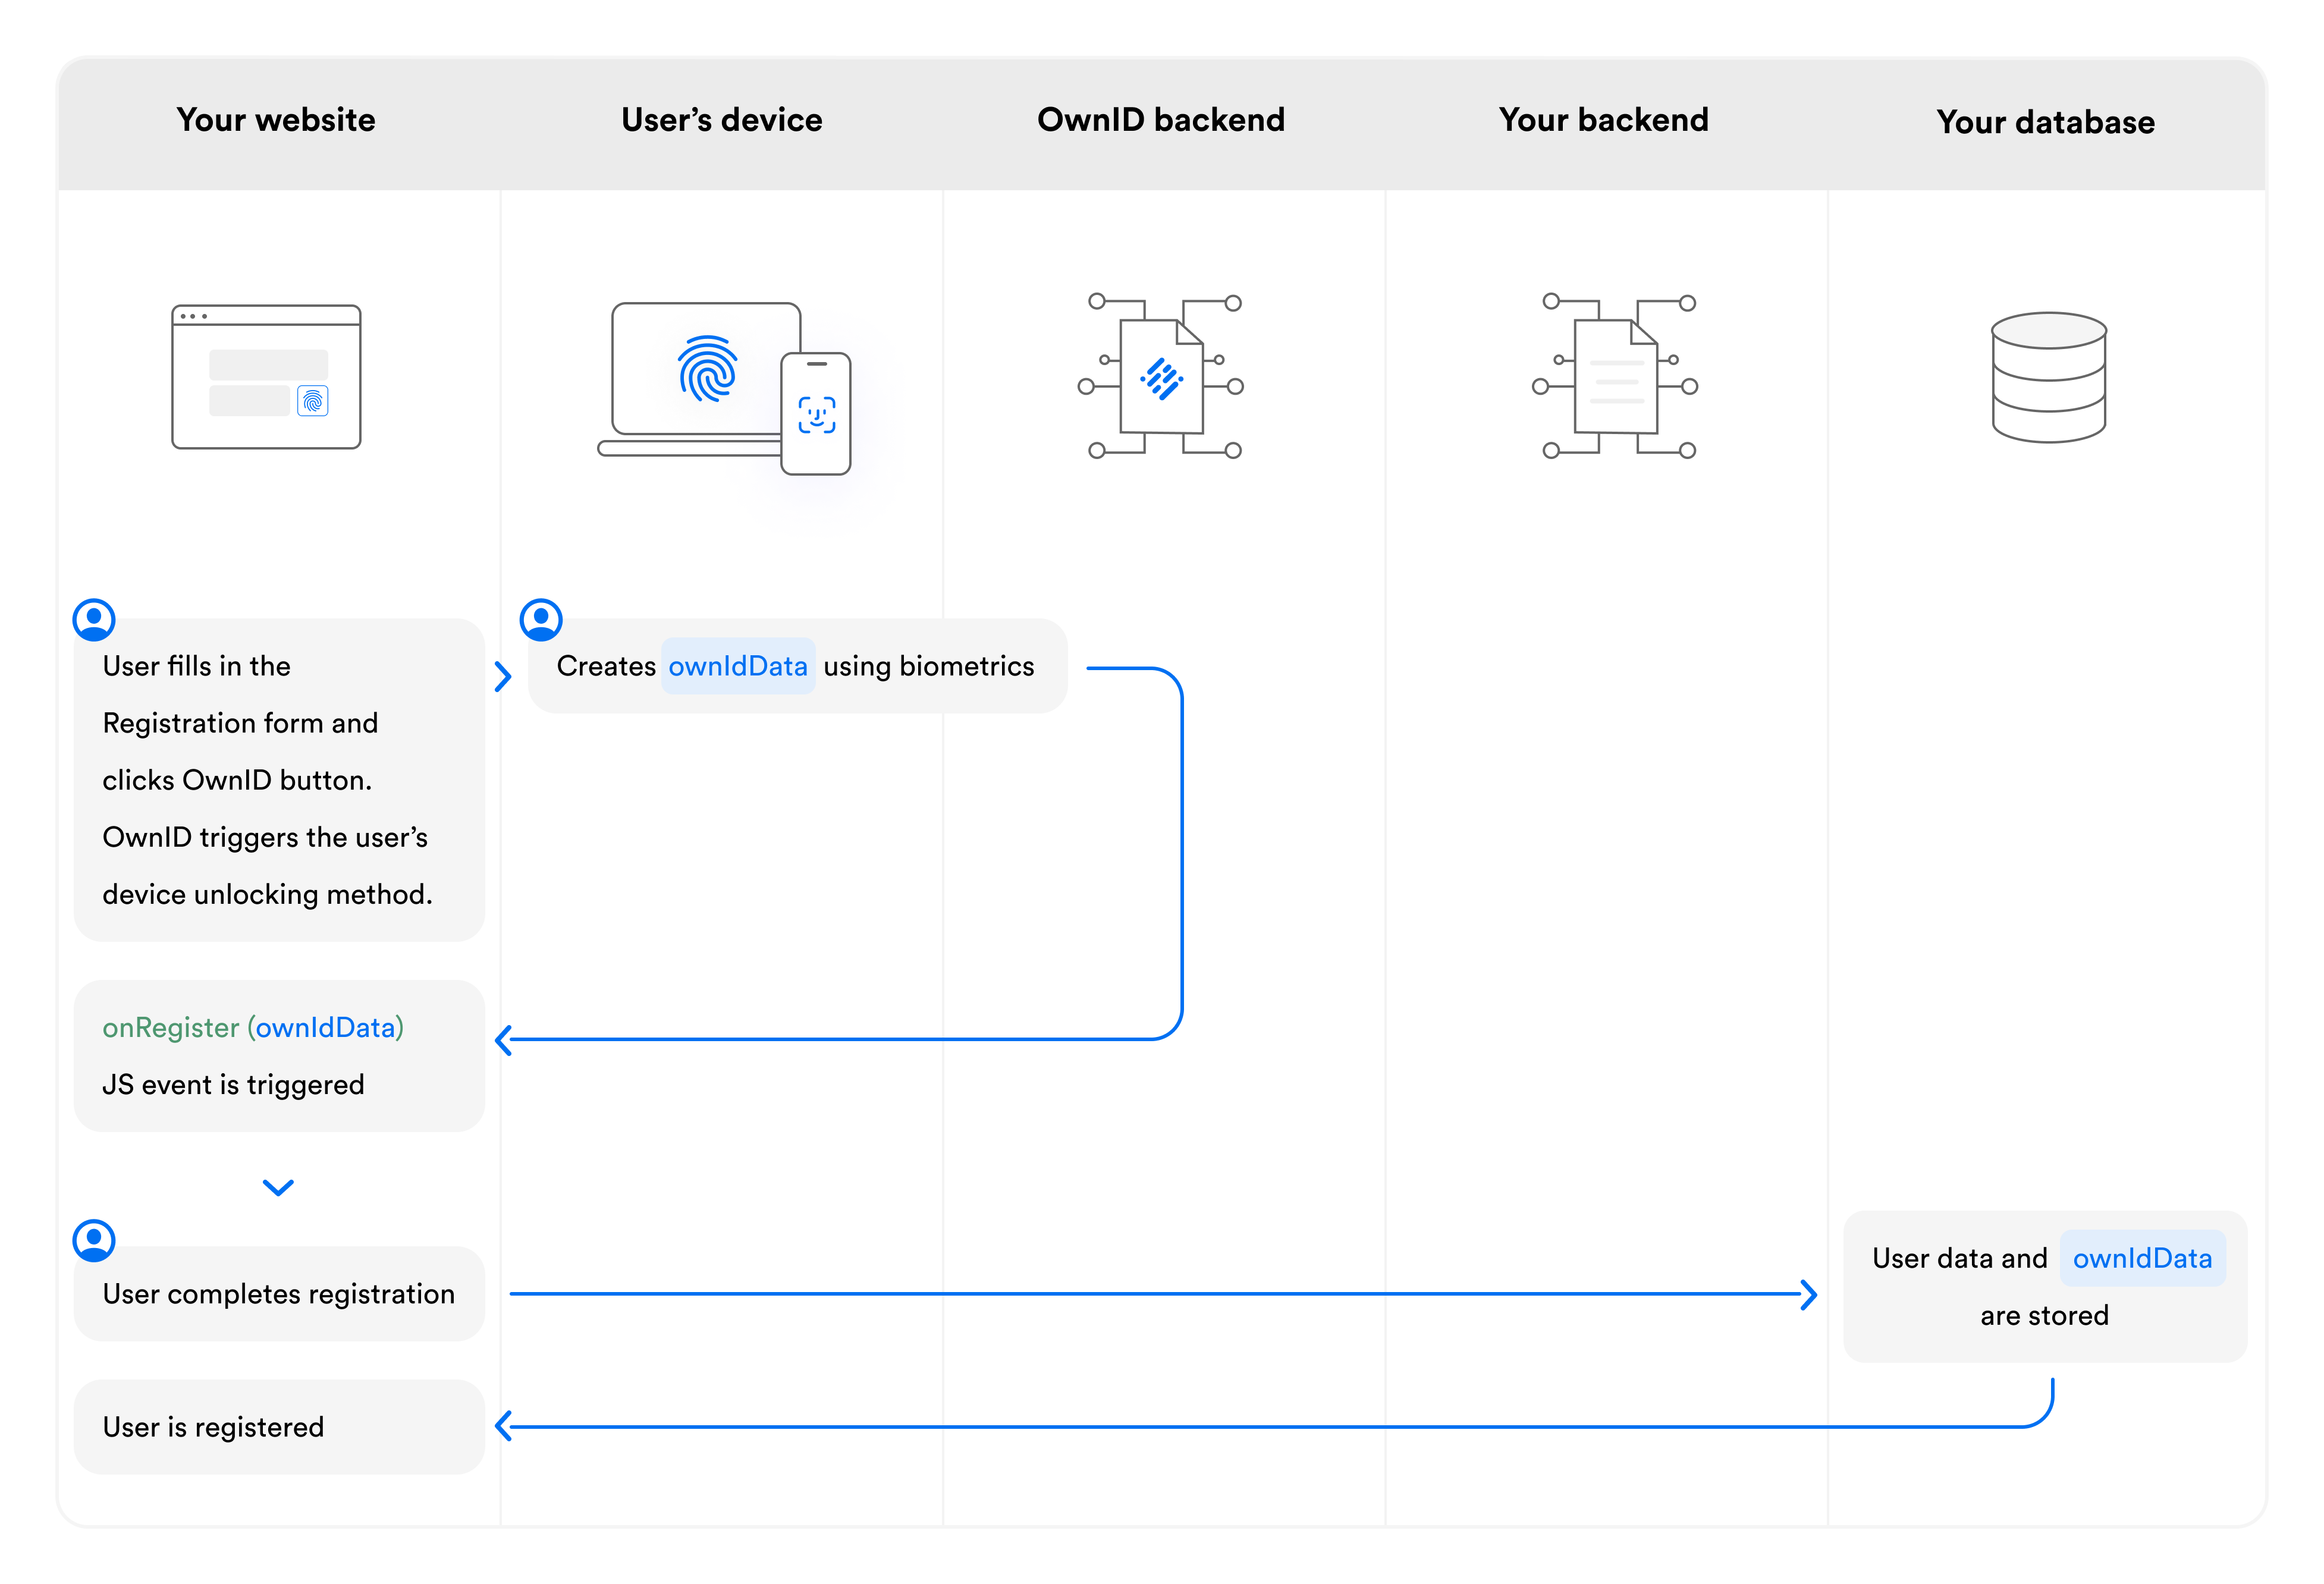 Your website
User’s device
OwnID backend
Your backend
Your database
User fills in the
Registration form and
clicks OwnID button.
OwnID triggers the user’s
device unlocking method.
Creates ownIdData using biometrics
onRegister (ownIdData)
JS event is triggered
User completes registration
User data and ownIdData
are stored
User is registered